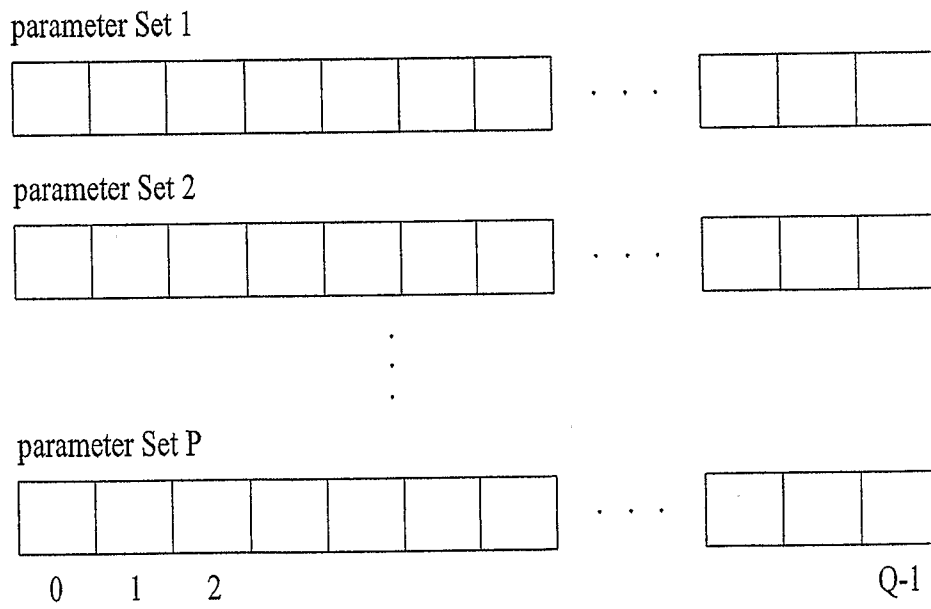 parameter Set 1
. . .
parameter Set 2
. . .
.
.
.
parameter Set P
. . .
0 1 2 Q-1